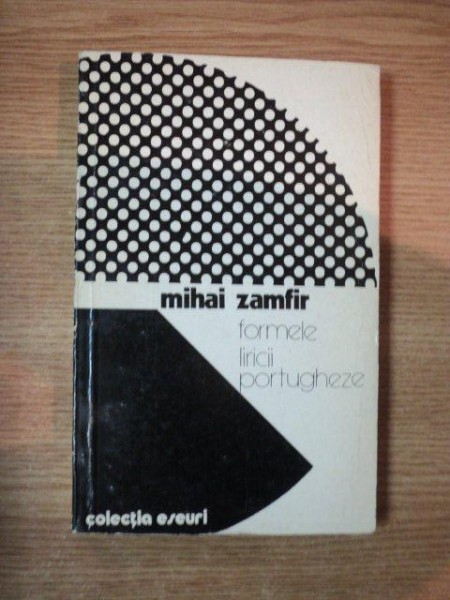 mihai zamfir
formele
liricii
portugheze
colecția eseuri